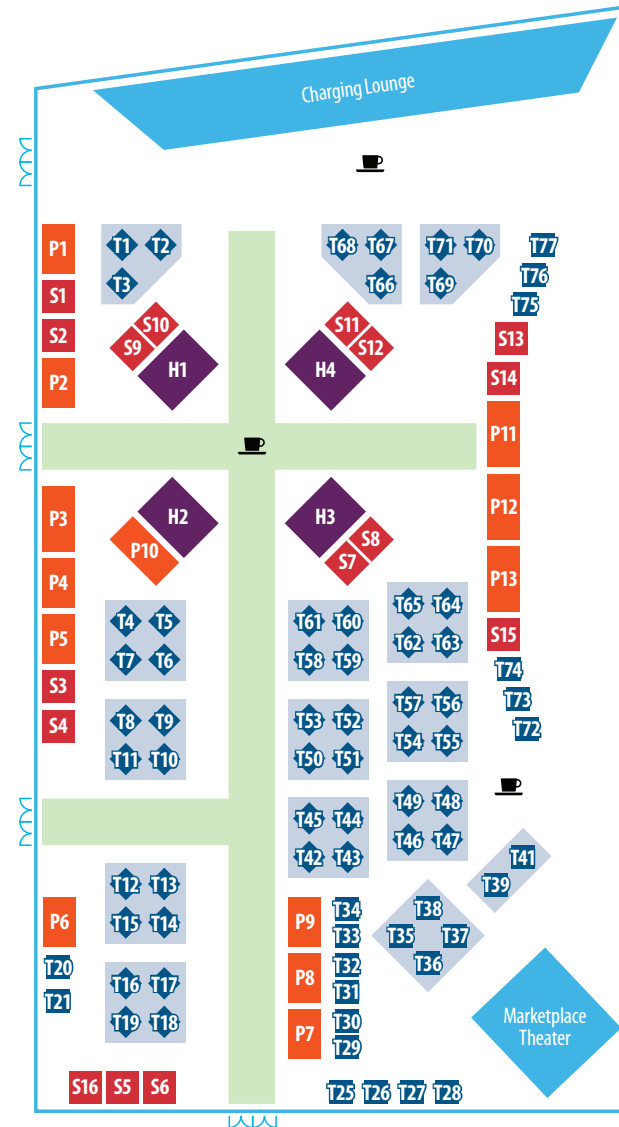 Charging Lounge
P1
T1 T2
T68 T67
T71 T70
T77
T3
T66
T69
T76
S1
T75
S10
S11
S2
S9
S12
S13
P2
H1
H4
S14
P11
P3
H2
H3
P12
P10
S8
S7
P4
P13
T65 T64
P5
T4 T5
T61 T60
T62 T63
S15
T7 T6
T58 T59
T74
S3
T57 T56
T73
S4
T8 T9
T53 T52
T72
T11 T10
T50 T51
T54 T55
T49 T48
T45 T44
T46 T47
T42 T43
T41
T12 T13
T39
P6
T15 T14
P9
T34
T33
T38
T35 T37
T36
T20
T32
P8
T16 T17
T31
T21
T19 T18
P7
T30
T29
Marketplace
Theater
S16 S5 S6
T25 T26 T27 T28